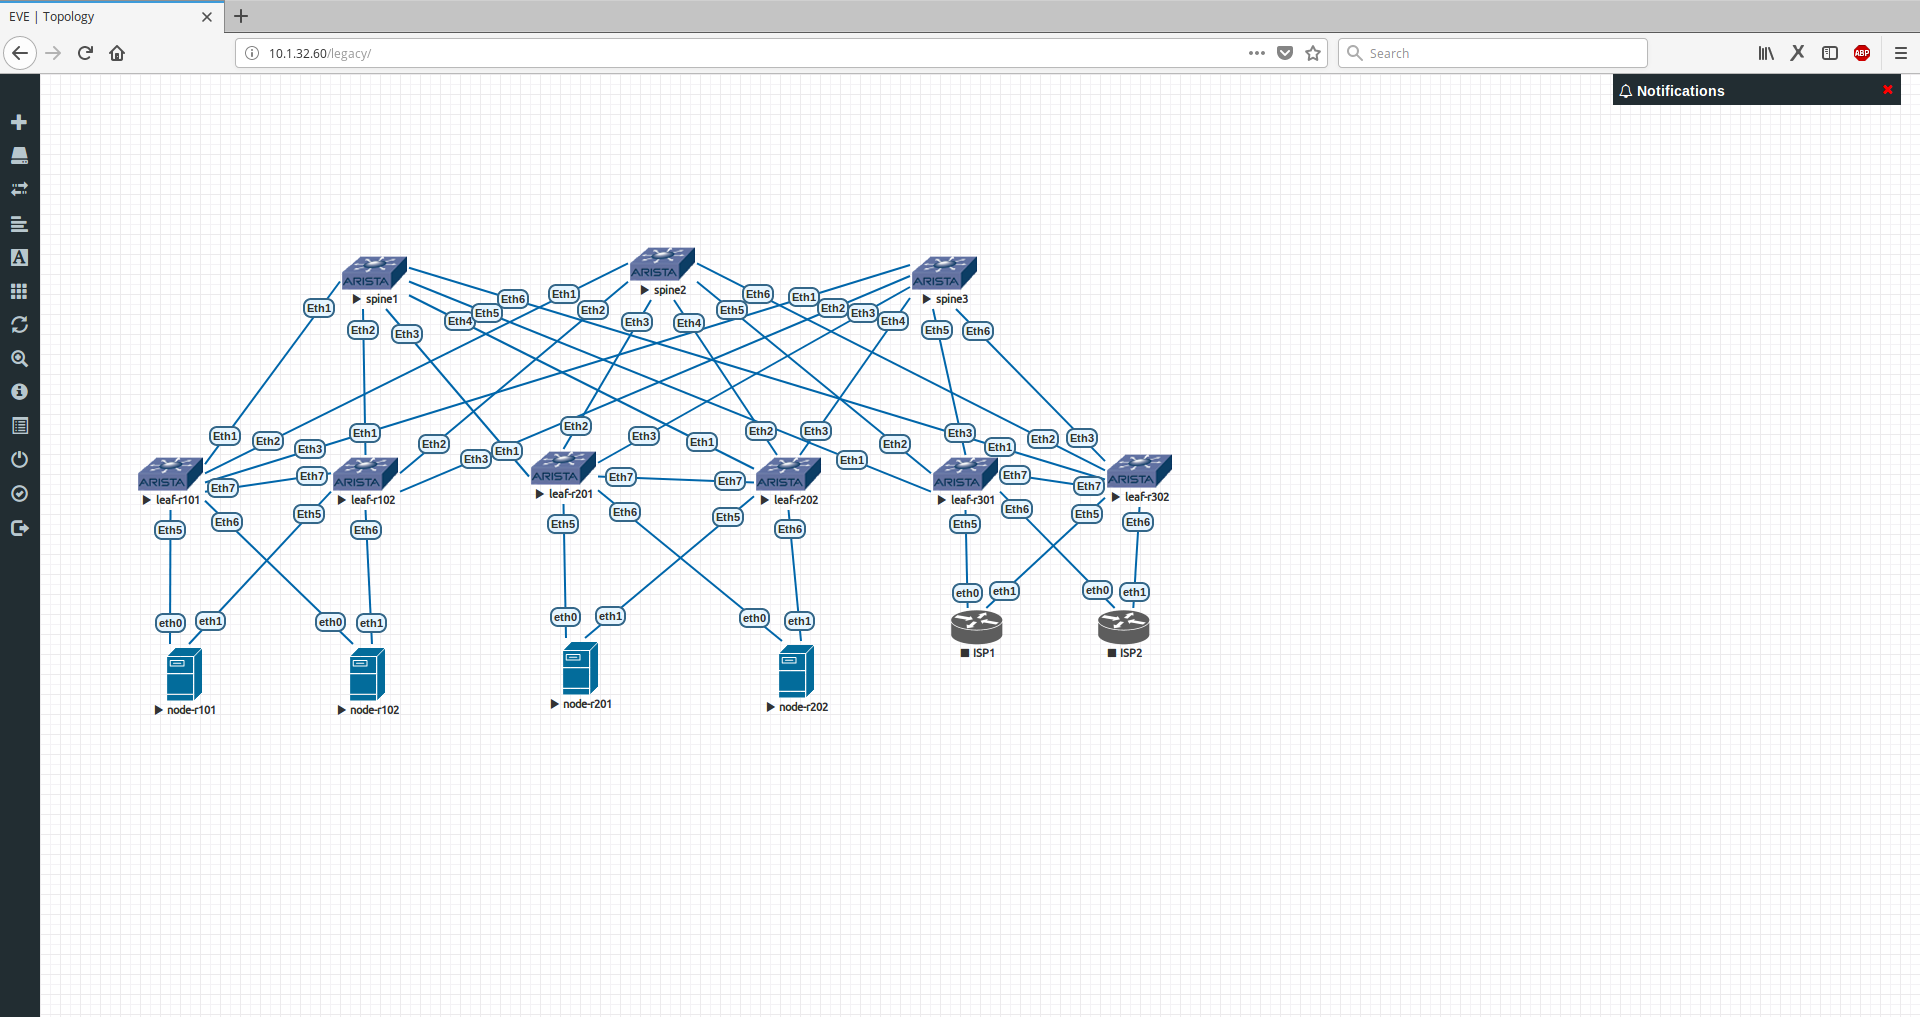 EVE | Topology
10.1.32.60/legacy/
Search
ABP
Notifications
A
ARISTA
spine1
ARISTA
spine2
ARISTA
spine3
Eth1
Eth2
Eth3
Eth4
Eth5
Eth6
Eth1
Eth2
Eth3
Eth4
Eth5
Eth6
Eth1
Eth2
Eth3
Eth4
Eth5
Eth6
Eth1
Eth2
Eth3
Eth1
Eth2
Eth3
Eth1
Eth2
Eth3
Eth1
Eth2
Eth3
Eth1
Eth2
Eth3
Eth1
Eth2
Eth3
ARISTA
leaf-r101
ARISTA
leaf-r102
ARISTA
leaf-r201
ARISTA
leaf-r202
ARISTA
leaf-r301
ARISTA
leaf-r302
Eth7
Eth7
Eth7
Eth7
Eth7
Eth7
Eth5
Eth6
Eth5
Eth6
Eth5
Eth6
Eth5
Eth6
Eth5
Eth6
Eth5
Eth6
eth0
eth1
eth0
eth1
eth0
eth1
eth0
eth1
eth0
eth1
eth0
eth1
node-r101
node-r102
node-r201
node-r202
ISP1
ISP2